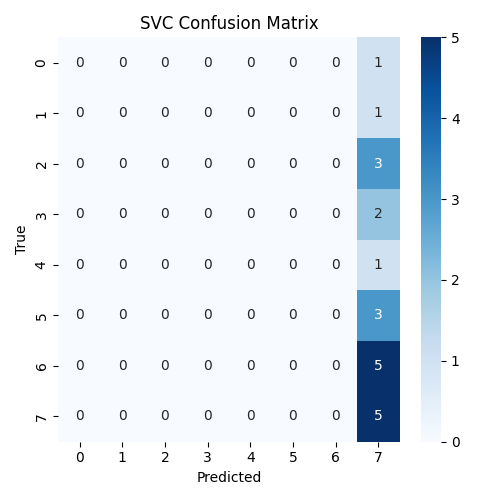 SVC Confusion Matrix
5
0 0 0 0 0 0 0 0 1
1 0 0 0 0 0 0 0 1
4
2 0 0 0 0 0 0 0 3
3
3 0 0 0 0 0 0 0 2
True
4 0 0 0 0 0 0 0 1
2
5 0 0 0 0 0 0 0 3
1
6 0 0 0 0 0 0 0 5
7 0 0 0 0 0 0 0 5
0
0 1 2 3 4 5 6 7
Predicted